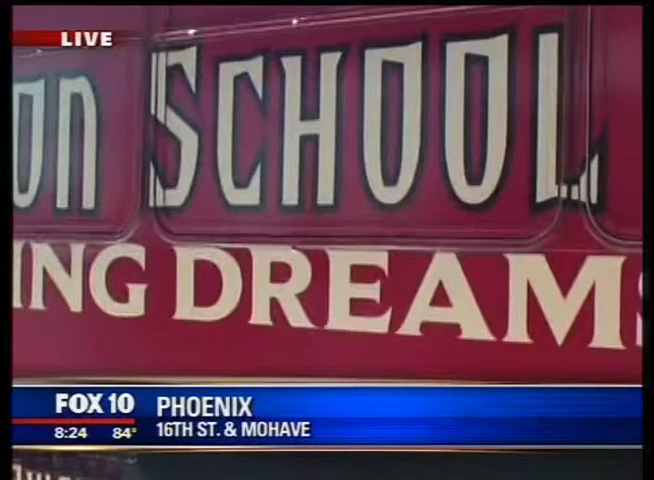 LIVE
on SCHOOL
ING DREAMS
FOX 10 PHOENIX
8:24 84° 16TH ST. & MOHAVE